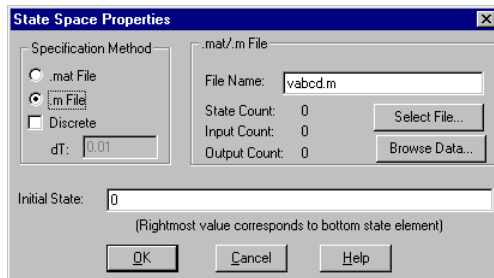 State Space Properties
Specification Method
.mat File
.m File
Discrete
dT: 0.01
.mat/.m File
File Name: vabcd.m
State Count: 0
Input Count: 0
Output Count: 0
Select File...
Browse Data...
Initial State: 0
(Rightmost value corresponds to bottom state element)
OK Cancel Help